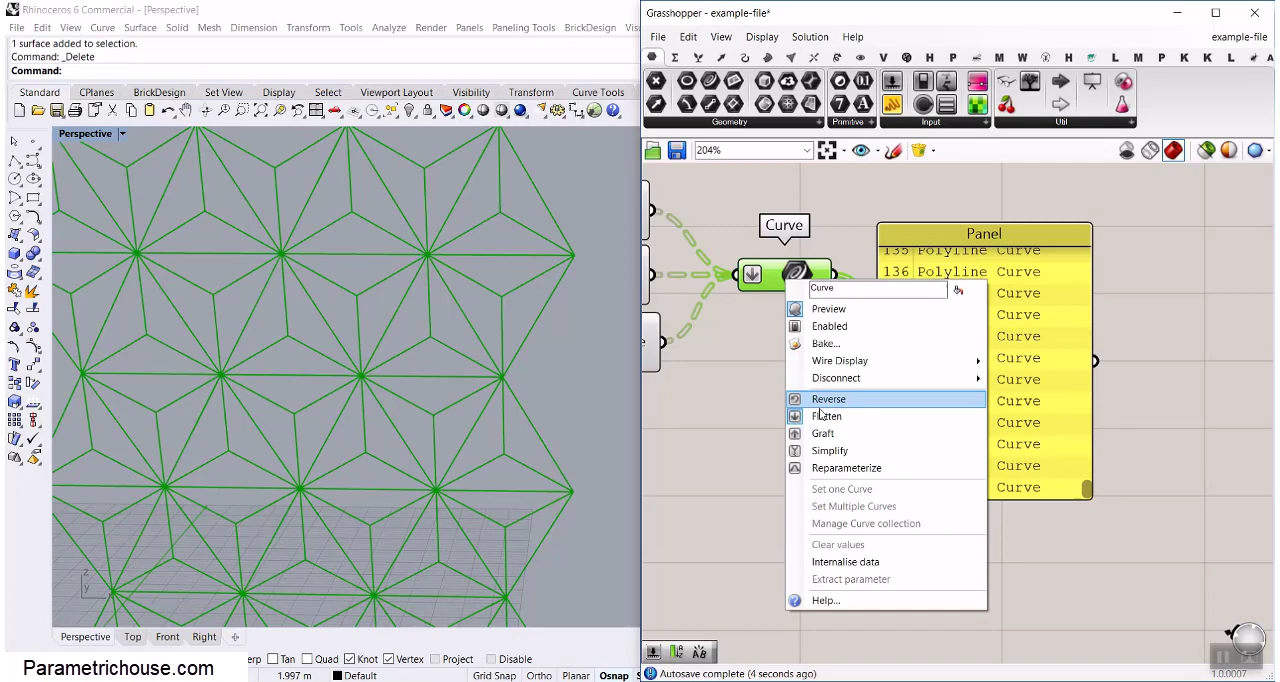 Rhinoceros 6 Commercial - [Perspective]
File Edit View Curve Surface Solid Mesh Dimension Transform Tools Analyze Render Panels Paneling Tools BrickDesign
1 surface added to selection.
Command: _Delete
Command:
Standard CPlanes BrickDesign Set View Display Select Viewport Layout Visibility Transform Curve Tools
Perspective
Perspective Top Front Right
Parametrichouse.com
Tan Quad Knot Vertex Project Disable
1.997 m Default Grid Snap Ortho Planar Osnap
Grasshopper - example-file*
File Edit View Display Solution Help example-file
V H P M W H L M P K K L A
Geometry Primitive Input Util
204%
Curve
Panel
135 Polyline Curve
136 Polyline Curve
Curve
Curve
Curve
Curve
Curve
Curve
Curve
Curve
Curve
Curve
e
Curve
Preview
Enabled
Bake...
Wire Display
Disconnect
Reverse
Flatten
Graft
Simplify
Reparameterize
Set one Curve
Set Multiple Curves
Manage Curve collection
Clear values
Internalise data
Extract parameter
Help...
Autosave complete (4 seconds ago)
1.0.0007